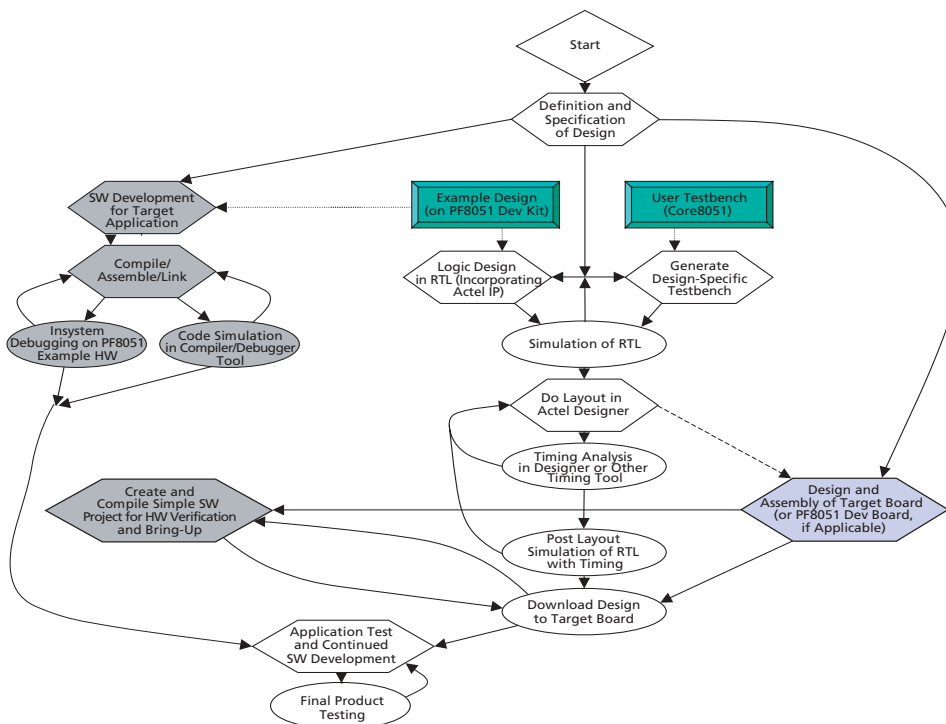 Start
Definition and
Specification
of Design
SW Development
for Target
Application
Example Design
(on PF8051 Dev Kit)
User Testbench
(Core8051)
Compile/
Assemble/Link
Logic Design
in RTL (Incorporating
Actel IP)
Generate
Design-Specific
Testbench
Insystem
Debugging on PF8051
Example HW
Code Simulation
in Compiler/Debugger
Tool
Simulation of RTL
Do Layout in
Actel Designer
Timing Analysis
in Designer or Other
Timing Tool
Create and
Compile Simple SW
Project for HW Verification
and Bring-Up
Design and
Assembly of Target Board
(or PF8051 Dev Board,
if Applicable)
Post Layout
Simulation of RTL
with Timing
Download Design
to Target Board
Application Test
and Continued
SW Development
Final Product
Testing